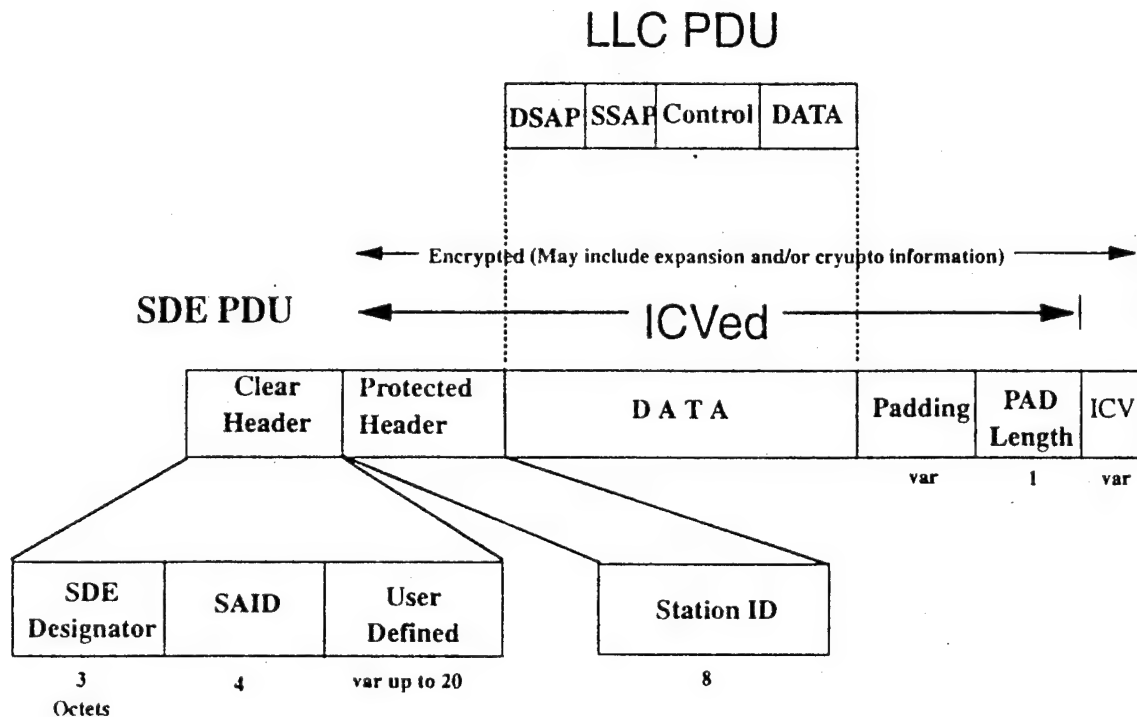 LLC PDU
DSAP SSAP Control DATA
Encrypted (May include expansion and/or cryupto information)
SDE PDU
ICVed
Clear Header
Protected Header
D A T A
Padding
PAD Length
ICV
var
1
var
SDE Designator
SAID
User Defined
Station ID
3
Octets
4
var up to 20
8